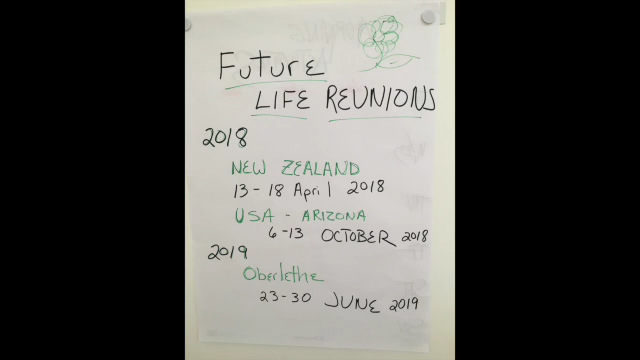 Future
LIFE REUNIONS
2018
NEW ZEALAND
13 - 18 April 2018
USA - ARIZONA
6 - 13 OCTOBER 2018
2019
Oberlethe
23 - 30 JUNE 2019